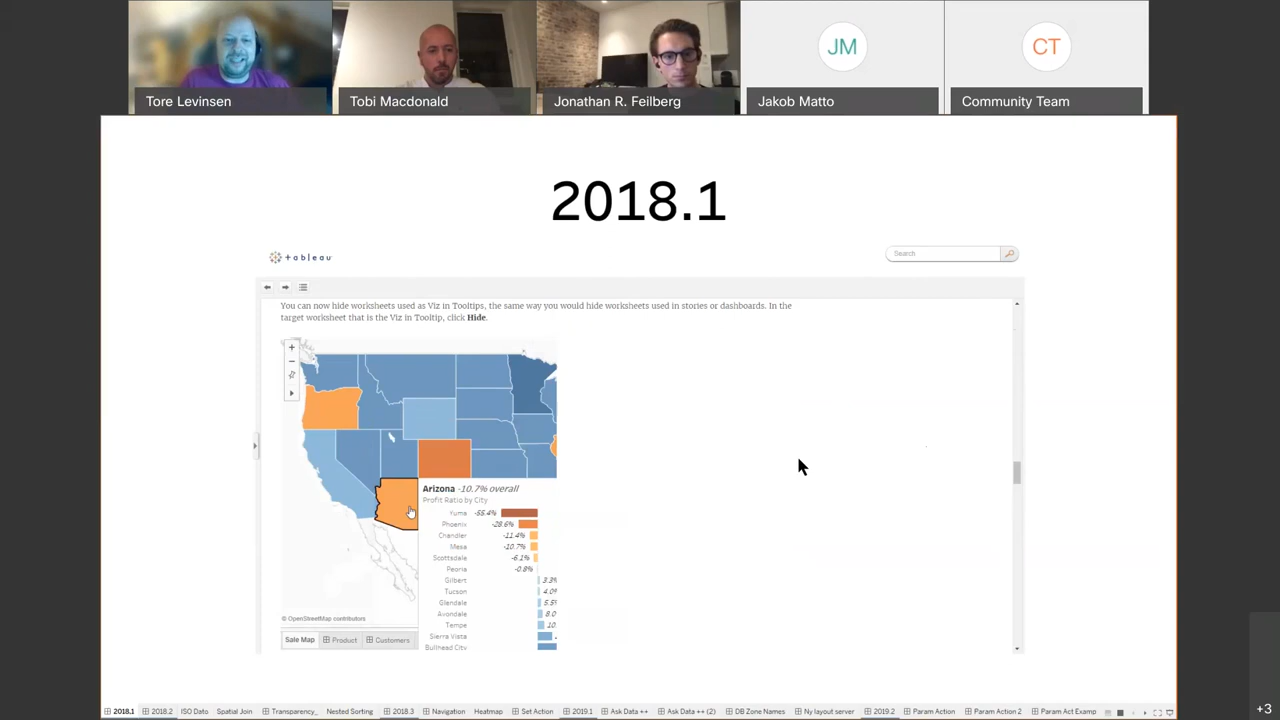 JM
CT
Tore Levinsen
Tobi Macdonald
Jonathan R. Feilberg
Jakob Matto
Community Team
2018.1
+ a b l e a u
Search
You can now hide worksheets used as Viz in Tooltips, the same way you would hide worksheets used in stories or dashboards. In the
target worksheet that is the Viz in Tooltip, click Hide.
Arizona -10.7% overall
Profit Ratio by City
Yuma -55.4%
Phoenix -28.6%
Chandler -11.4%
Mesa -10.7%
Scottsdale -6.1%
Peoria -0.8%
Gilbert 3.3%
Tucson 4.0%
Glendale 5.5%
Avondale 8.0
Tempe 10
Sierra Vista
Bullhead City
© OpenStreetMap contributors
Sale Map Product Customers
2018.1 2018.2 ISO Dato Spatial Join Transparency_ Nested Sorting 2018.3 Navigation Heatmap Set Action 2019.1 Ask Data ++ Ask Data ++ (2) DB Zone Names Ny layout server 2019.2 Param Action Param Action 2 Param Act Examp
+3